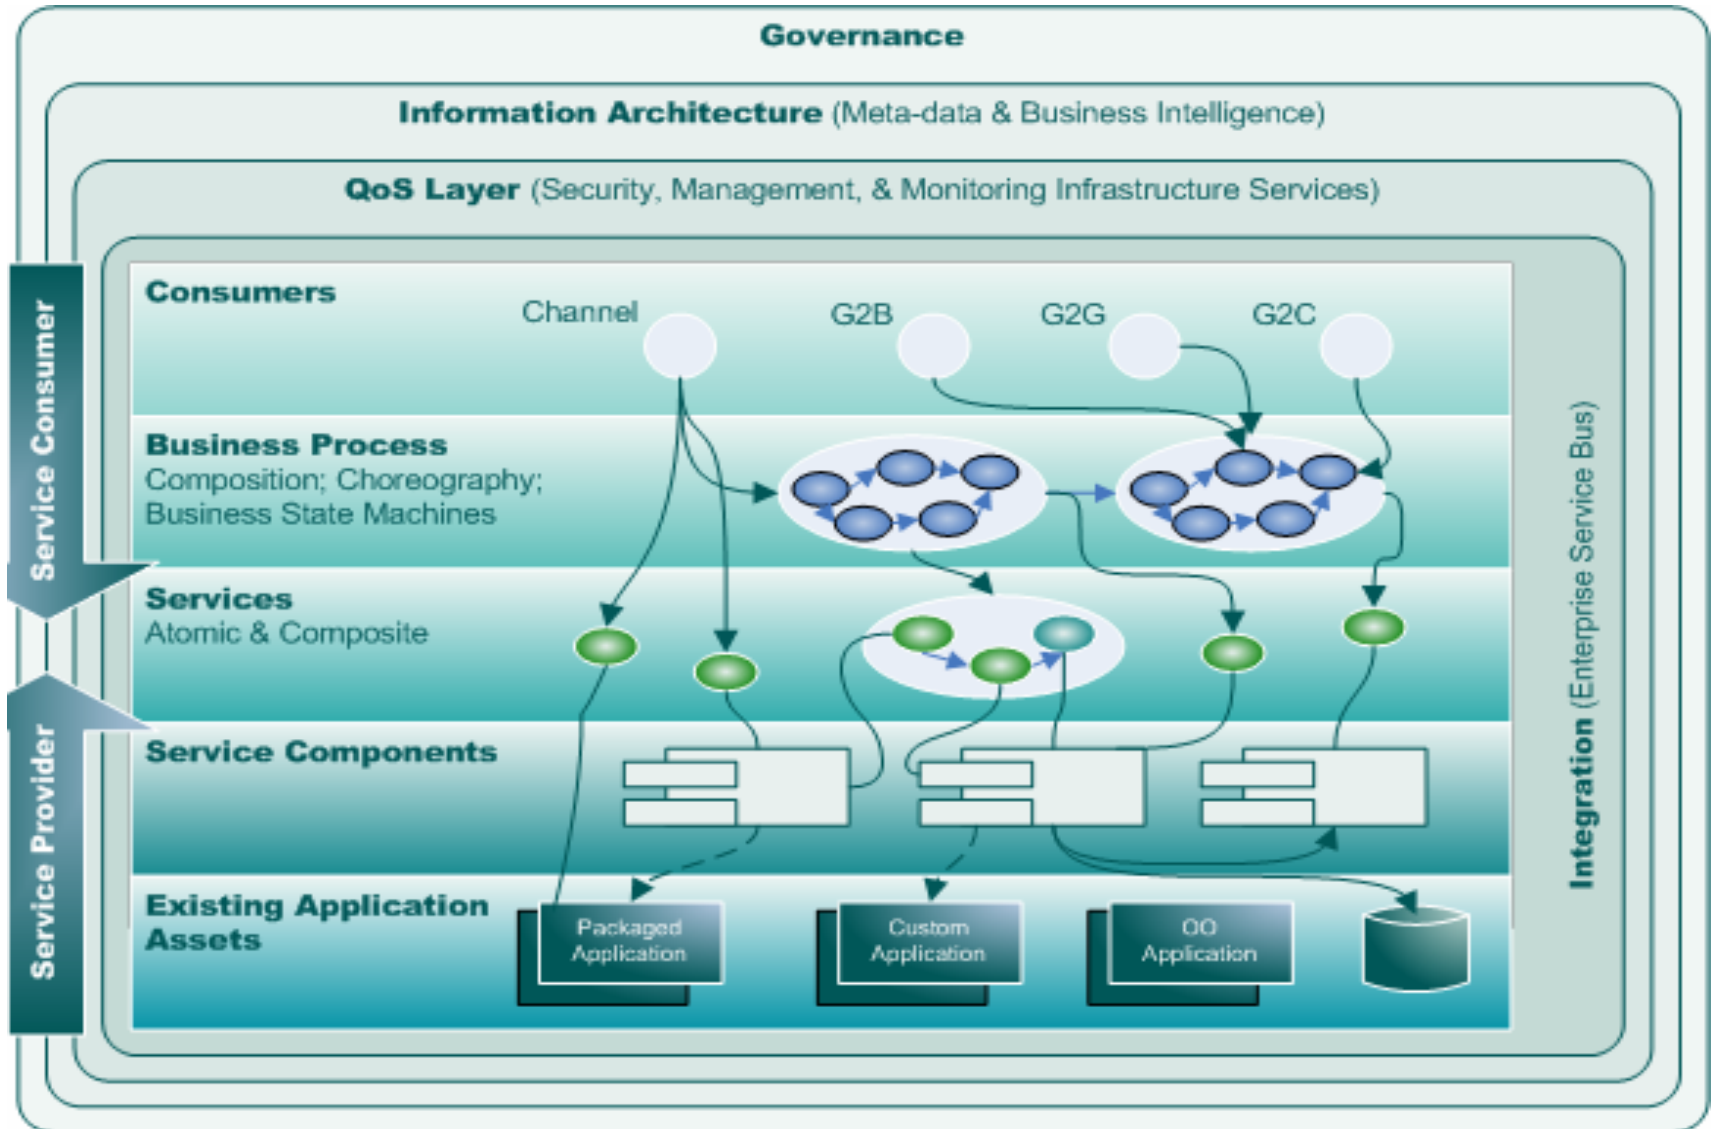 Governance
Information Architecture (Meta-data & Business Intelligence)
QoS Layer (Security, Management, & Monitoring Infrastructure Services)
Service Consumer
Service Provider
Consumers
Channel
G2B
G2G
G2C
Business Process
Composition; Choreography;
Business State Machines
Services
Atomic & Composite
Service Components
Existing Application
Assets
Packaged
Application
Custom
Application
OO
Application
Integration (Enterprise Service Bus)